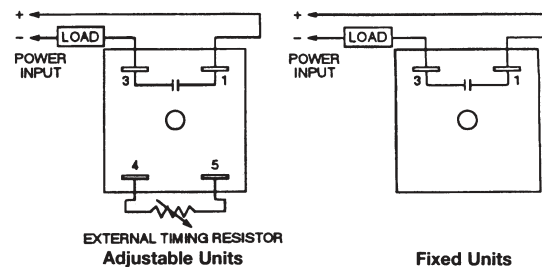 +
- LOAD
POWER INPUT
3 1
4 5
EXTERNAL TIMING RESISTOR
Adjustable Units
+
- LOAD
POWER INPUT
3 1
Fixed Units